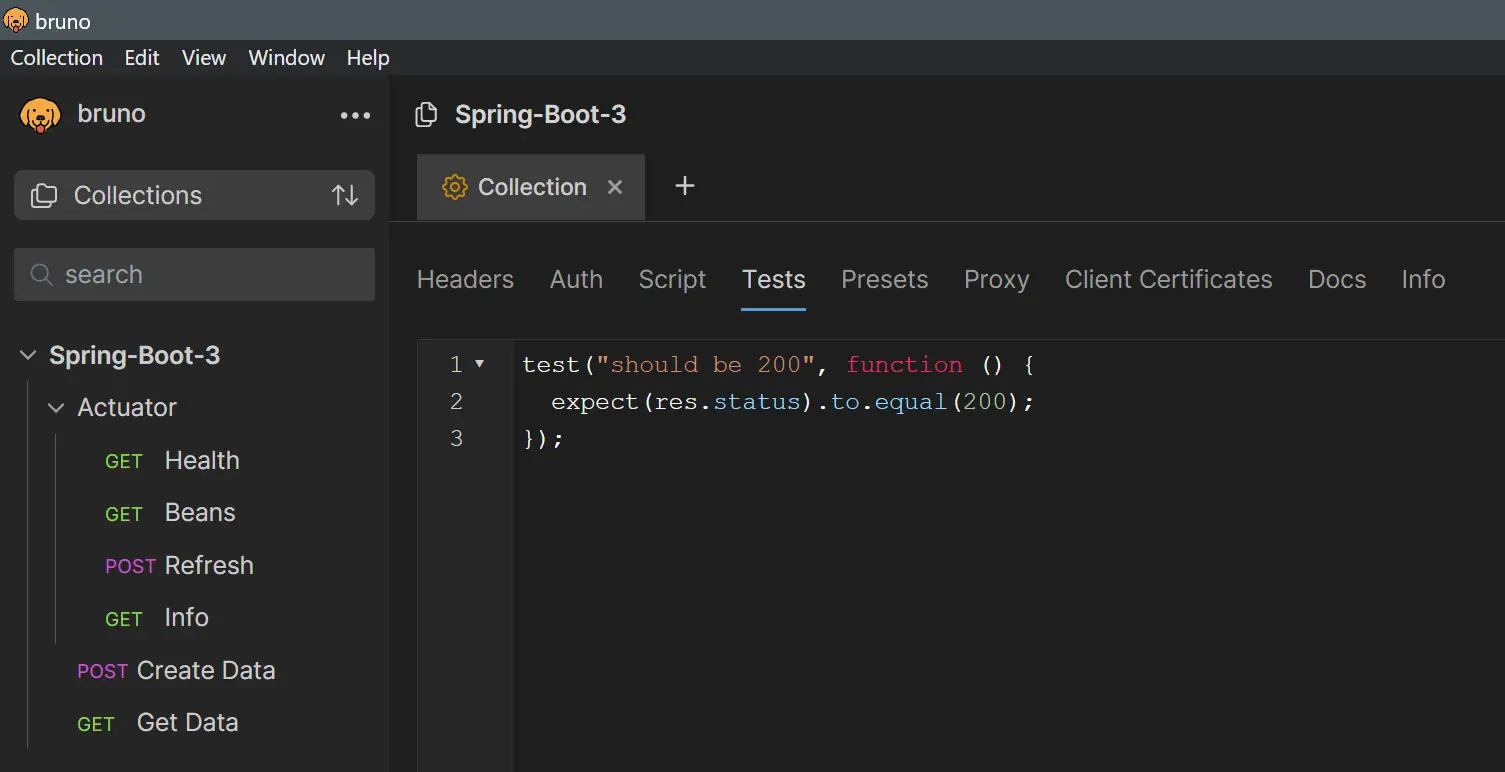 bruno
Collection Edit View Window Help
bruno
Collections
search
Spring-Boot-3
Actuator
GET Health
GET Beans
POST Refresh
GET Info
POST Create Data
GET Get Data
Spring-Boot-3
Collection × +
Headers Auth Script Tests Presets Proxy Client Certificates Docs Info
1 test("should be 200", function () {
2   expect(res.status).to.equal(200);
3 });